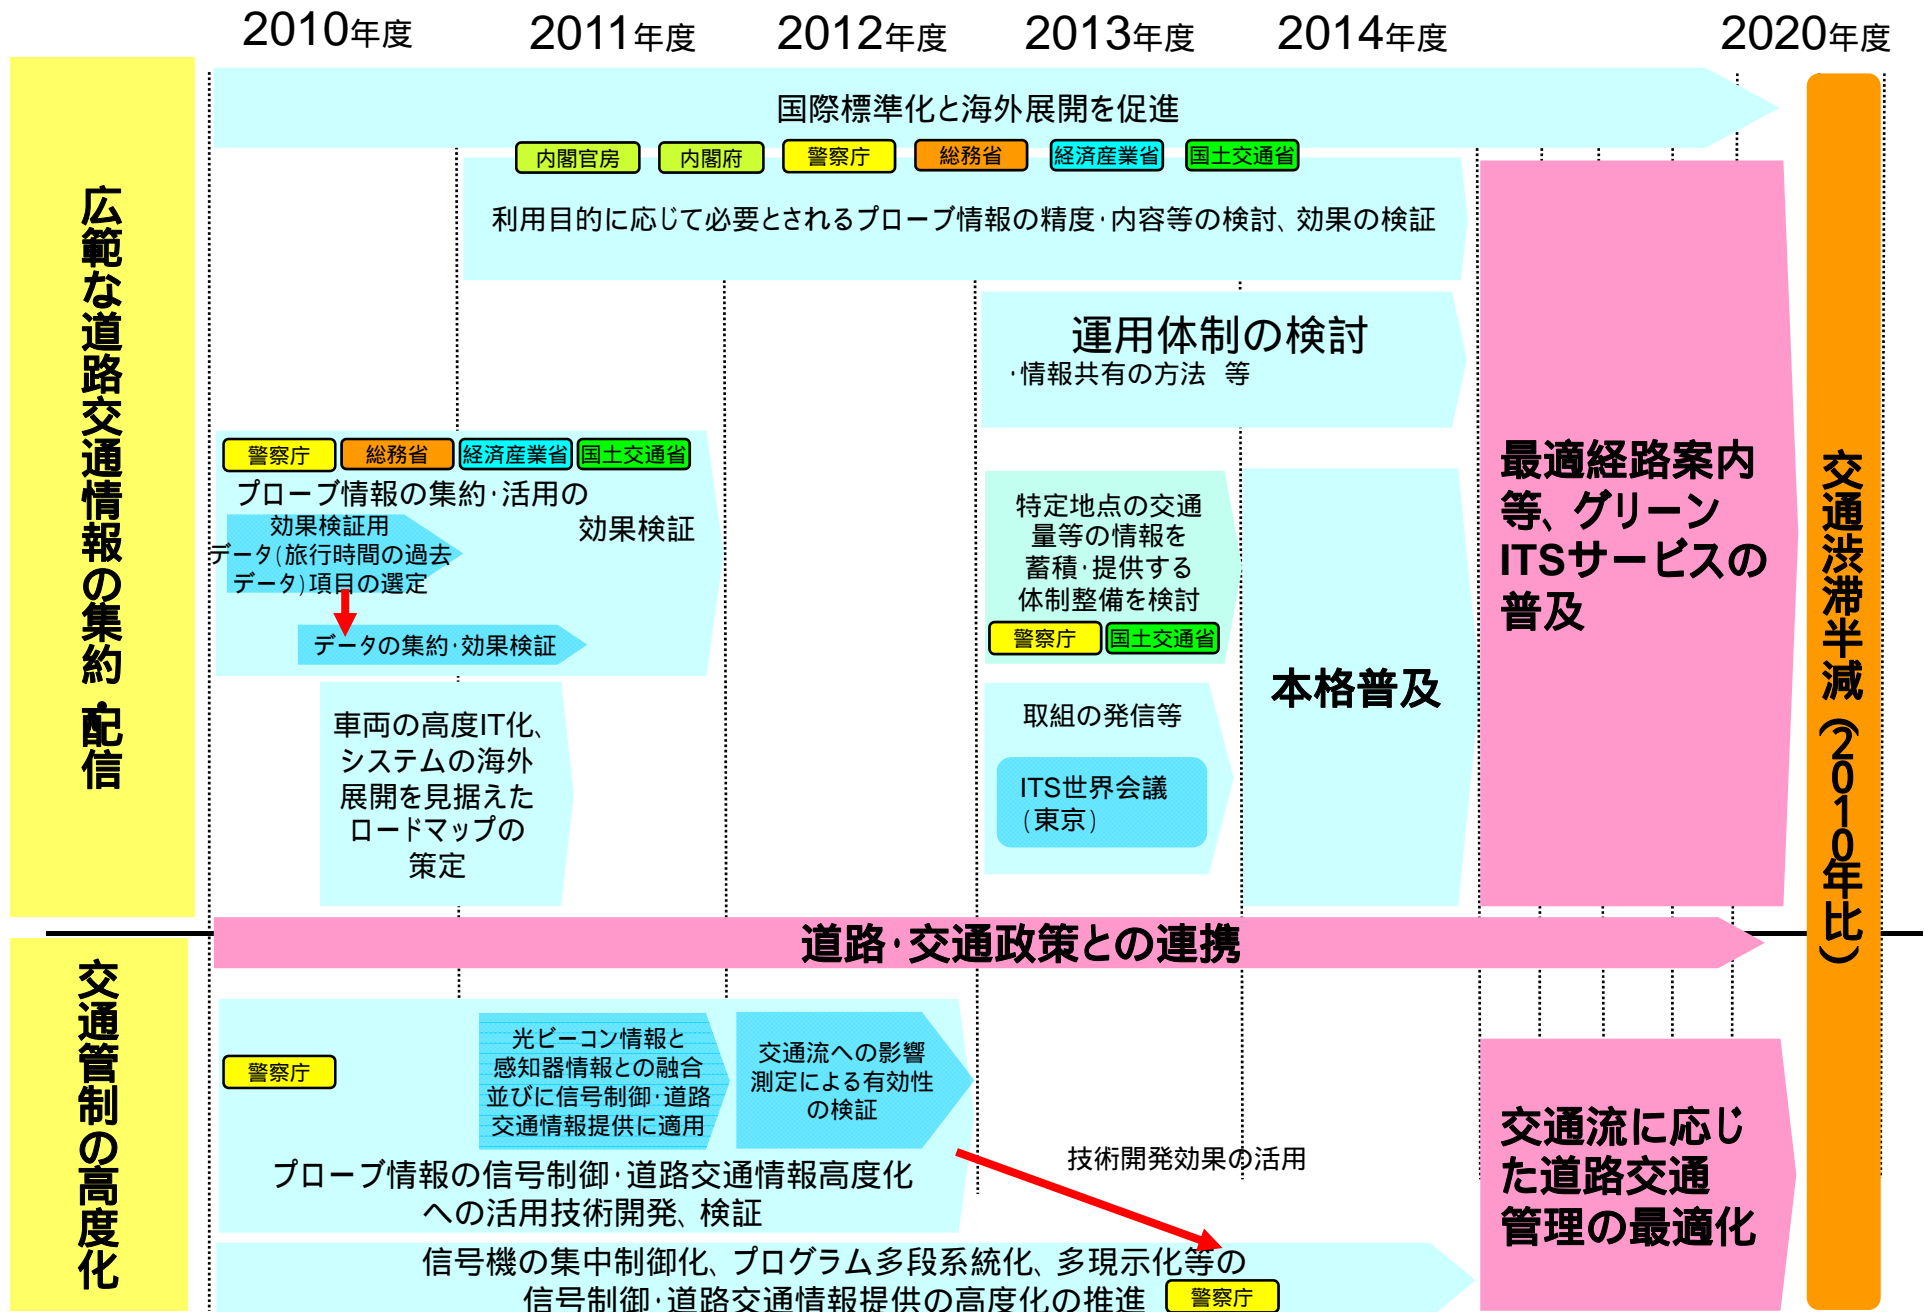 2010年度
2011年度
2012年度
2013年度
2014年度
2020年度
広範な道路交通情報の集約・配信
国際標準化と海外展開を促進
内閣官房
内閣府
警察庁
総務省
経済産業省
国土交通省
利用目的に応じて必要とされるプローブ情報の精度・内容等の検討、効果の検証
運用体制の検討
・情報共有の方法 等
警察庁
総務省
経済産業省
国土交通省
プローブ情報の集約・活用の
効果検証
効果検証用
データ(旅行時間の過去
データ)項目の選定
データの集約・効果検証
車両の高度IT化、
システムの海外
展開を見据えた
ロードマップの
策定
特定地点の交通
量等の情報を
蓄積・提供する
体制整備を検討
警察庁
国土交通省
取組の発信等
ITS世界会議
(東京)
本格普及
最適経路案内
等、グリーン
ITSサービスの
普及
交通渋滞半減(2010年比)
道路・交通政策との連携
交通管制の高度化
警察庁
光ビーコン情報と
感知器情報との融合
並びに信号制御・道路
交通情報提供に適用
交通流への影響
測定による有効性
の検証
プローブ情報の信号制御・道路交通情報高度化
への活用技術開発、検証
技術開発効果の活用
信号機の集中制御化、プログラム多段系統化、多現示化等の
信号制御・道路交通情報提供の高度化の推進
警察庁
交通流に応じ
た道路交通
管理の最適化